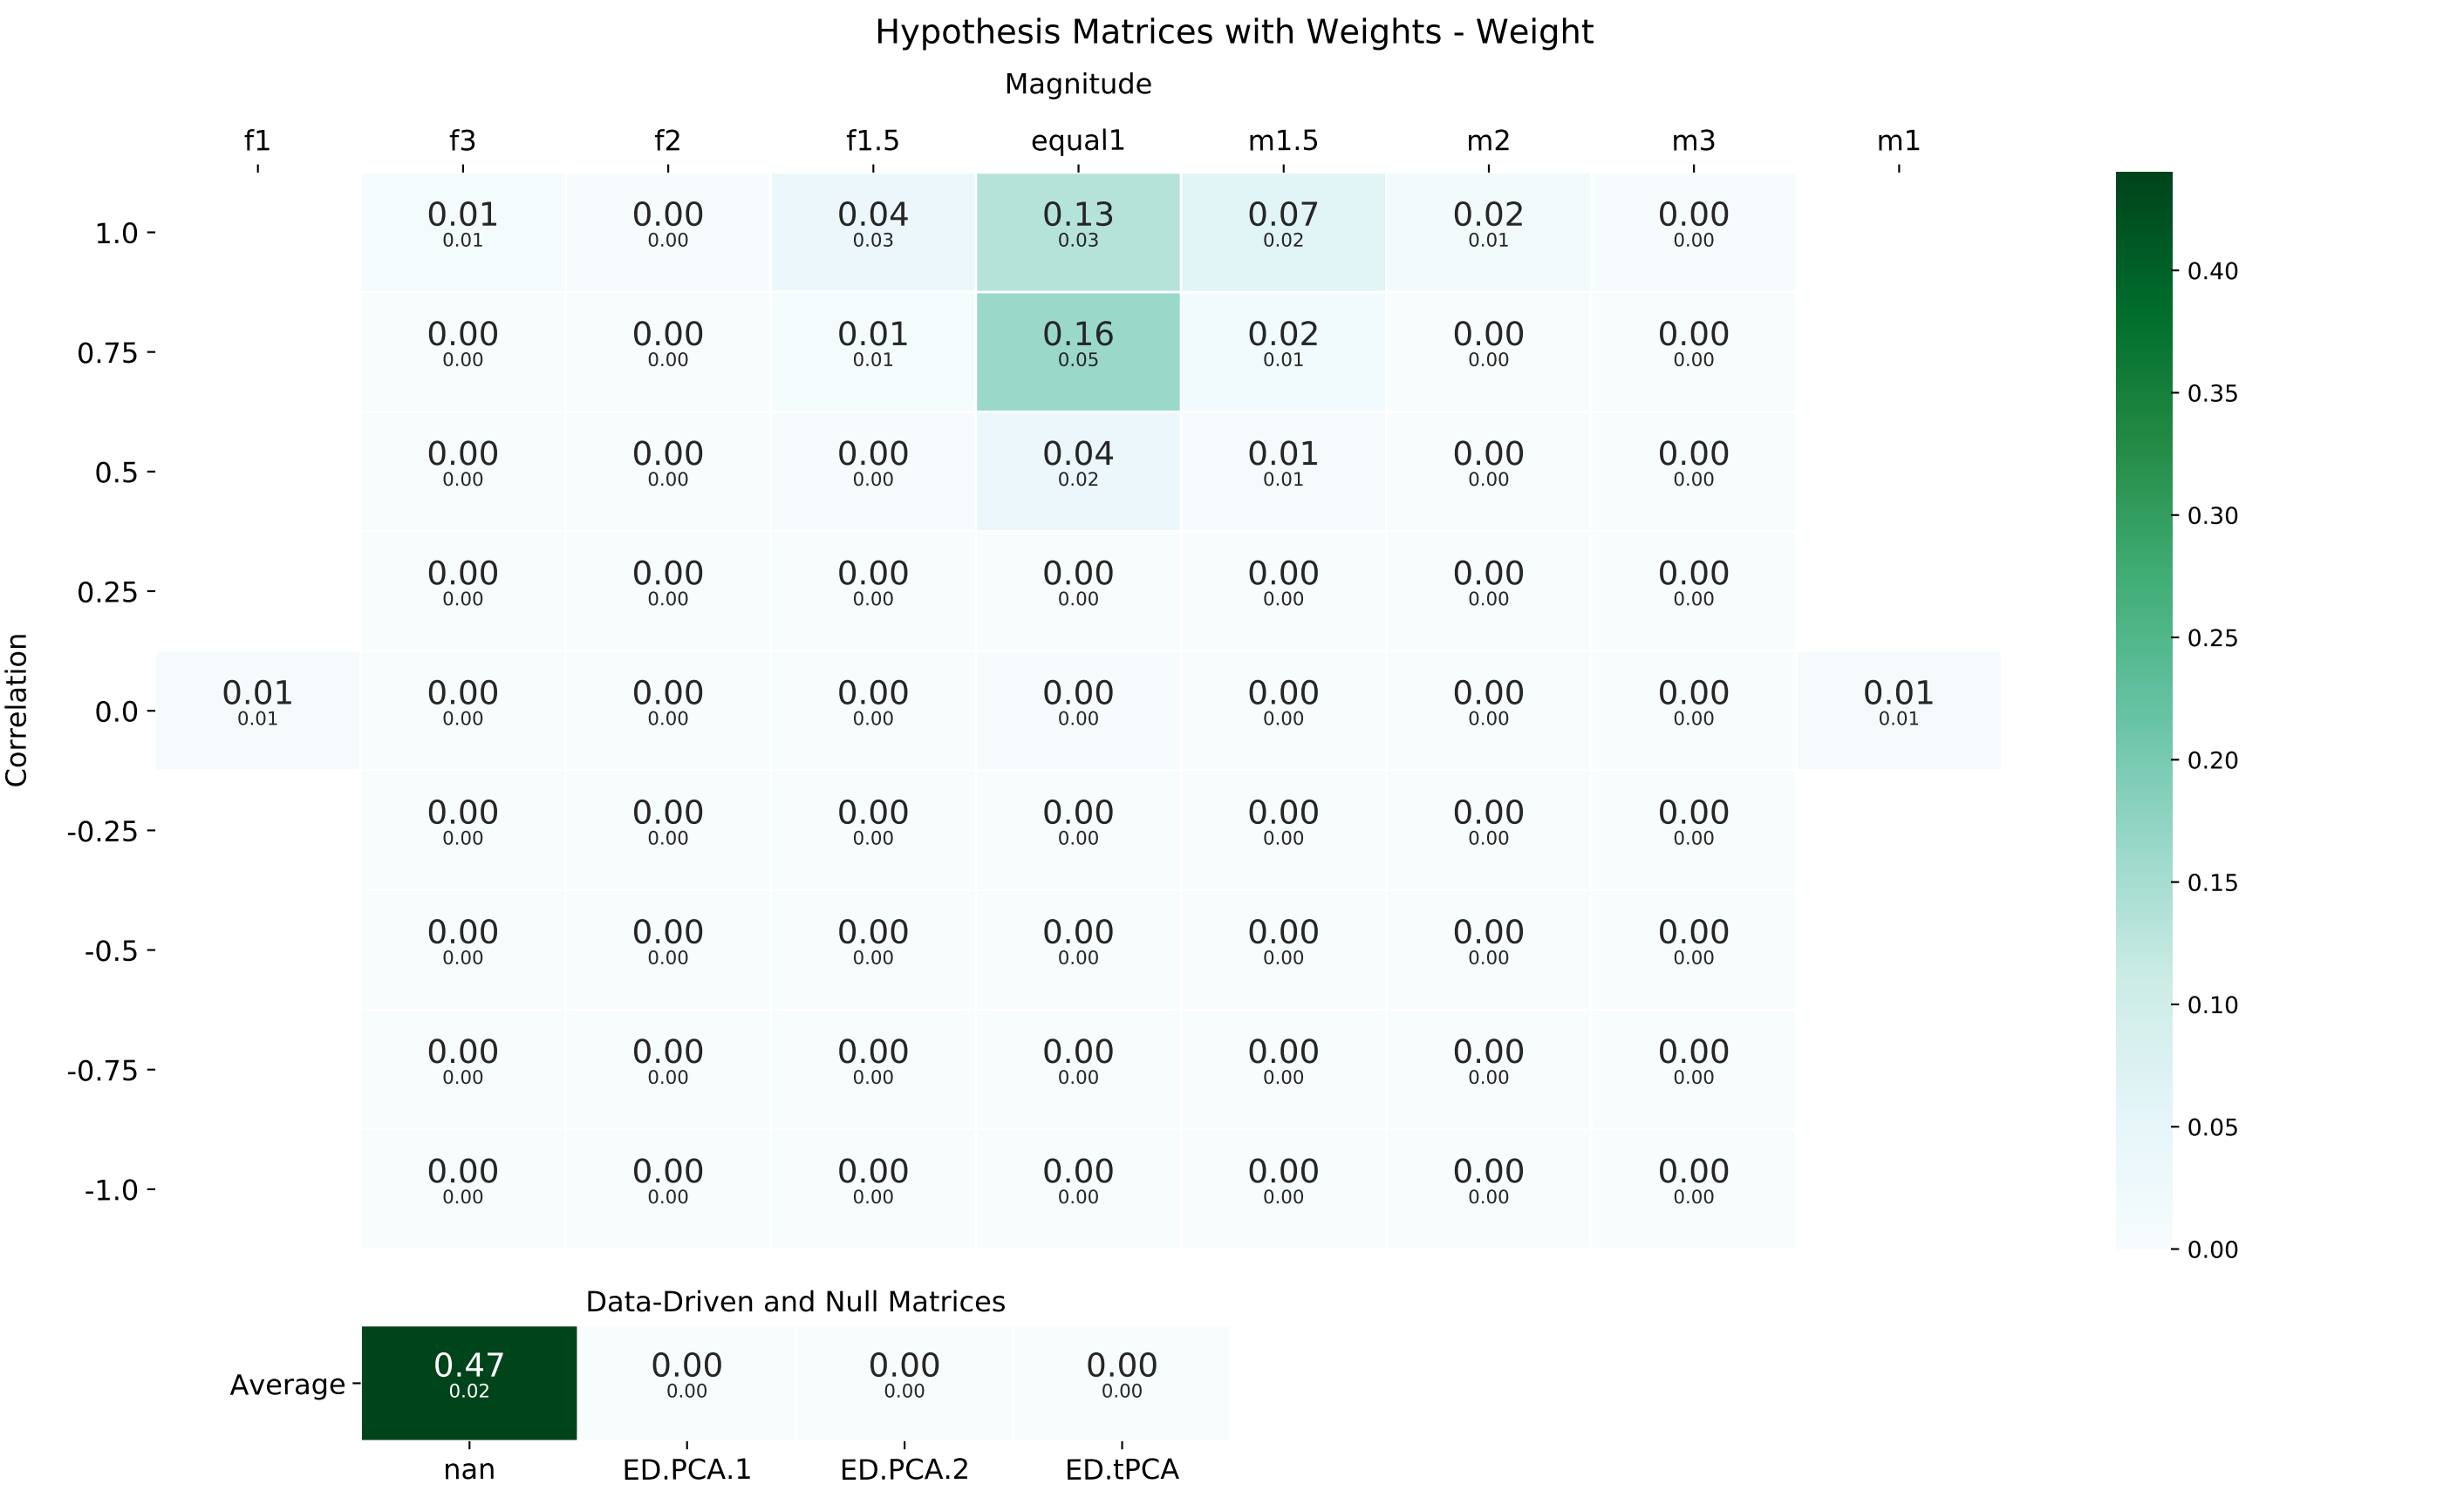 Hypothesis Matrices with Weights - Weight
Magnitude
f1 f3 f2 f1.5 equal1 m1.5 m2 m3 m1
1.0 0.01 0.00 0.04 0.13 0.07 0.02 0.00
0.01 0.00 0.03 0.03 0.02 0.01 0.00
0.75 0.00 0.00 0.01 0.16 0.02 0.00 0.00
0.00 0.00 0.01 0.05 0.01 0.00 0.00
0.5 0.00 0.00 0.00 0.04 0.01 0.00 0.00
0.00 0.00 0.00 0.02 0.01 0.00 0.00
0.25 0.00 0.00 0.00 0.00 0.00 0.00 0.00
0.00 0.00 0.00 0.00 0.00 0.00 0.00
Correlation
0.0 0.01 0.00 0.00 0.00 0.00 0.00 0.00 0.00 0.01
0.01 0.00 0.00 0.00 0.00 0.00 0.00 0.00 0.01
-0.25 0.00 0.00 0.00 0.00 0.00 0.00 0.00
0.00 0.00 0.00 0.00 0.00 0.00 0.00
-0.5 0.00 0.00 0.00 0.00 0.00 0.00 0.00
0.00 0.00 0.00 0.00 0.00 0.00 0.00
-0.75 0.00 0.00 0.00 0.00 0.00 0.00 0.00
0.00 0.00 0.00 0.00 0.00 0.00 0.00
-1.0 0.00 0.00 0.00 0.00 0.00 0.00 0.00
0.00 0.00 0.00 0.00 0.00 0.00 0.00
0.40
0.35
0.30
0.25
0.20
0.15
0.10
0.05
0.00
Data-Driven and Null Matrices
Average 0.47 0.00 0.00 0.00
0.02 0.00 0.00 0.00
nan ED.PCA.1 ED.PCA.2 ED.tPCA